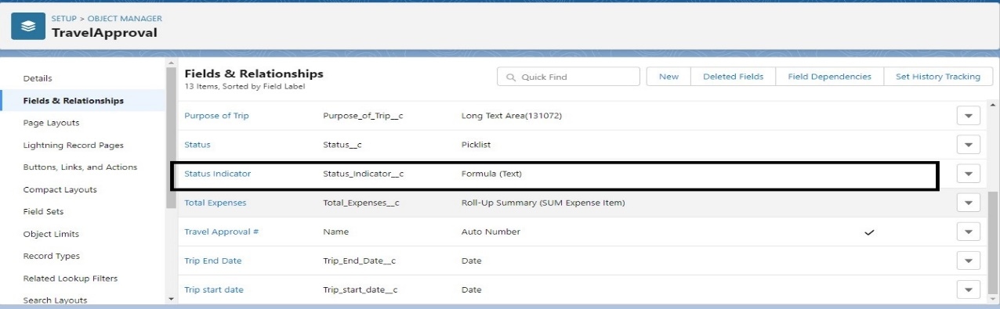 SETUP > OBJECT MANAGER
TravelApproval
Details
Fields & Relationships
Page Layouts
Lightning Record Pages
Buttons, Links, and Actions
Compact Layouts
Field Sets
Object Limits
Record Types
Related Lookup Filters
Search Layouts
Fields & Relationships
13 Items, Sorted by Field Label
Quick Find
New
Deleted Fields
Field Dependencies
Set History Tracking
Purpose of Trip Purpose_of_Trip__c Long Text Area(131072)
Status Status__c Picklist
Status Indicator Status_Indicator__c Formula (Text)
Total Expenses Total_Expenses__c Roll-Up Summary (SUM Expense Item)
Travel Approval # Name Auto Number
Trip End Date Trip_End_Date__c Date
Trip start date Trip_start_date__c Date